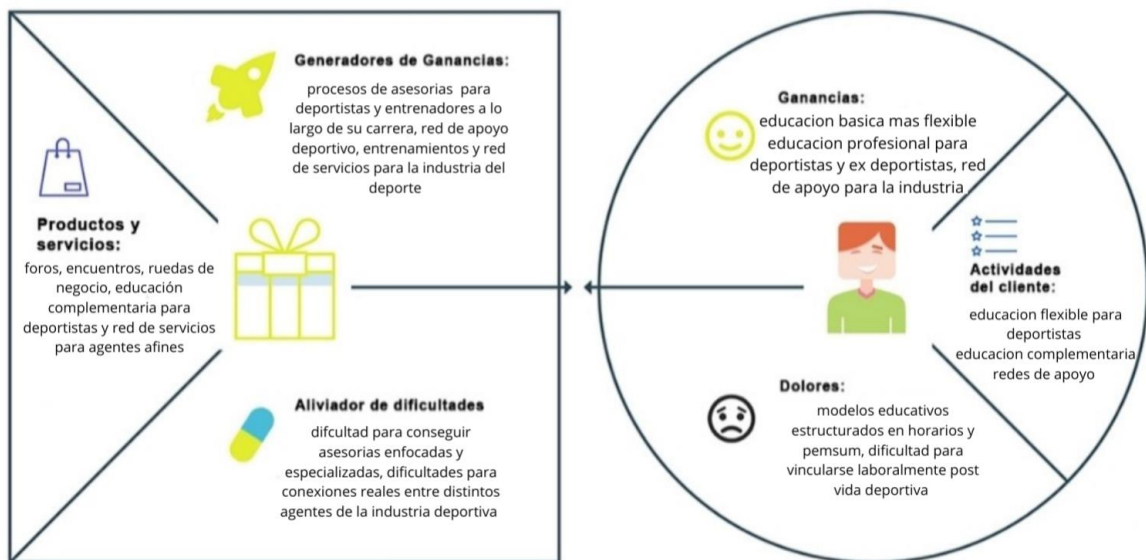 Generadores de Ganancias:
procesos de asesorias para
deportistas y entrenadores a lo
largo de su carrera, red de apoyo
deportivo, entrenamientos y red
de servicios para la industria del
deporte
Productos y
servicios:
foros, encuentros, ruedas de
negocio, educación
complementaria para
deportistas y red de servicios
para agentes afines
Aliviador de dificultades
difcultad para conseguir
asesorias enfocadas y
especializadas, dificultades para
conexiones reales entre distintos
agentes de la industria deportiva
Ganancias:
educacion basica mas flexible
educacion profesional para
deportistas y ex deportistas, red
de apoyo para la industria
Actividades
del cliente:
educacion flexible para
deportistas
educacion complementaria
redes de apoyo
Dolores:
modelos educativos
estructurados en horarios y
pemsum, dificultad para
vincularse laboralmente post
vida deportiva